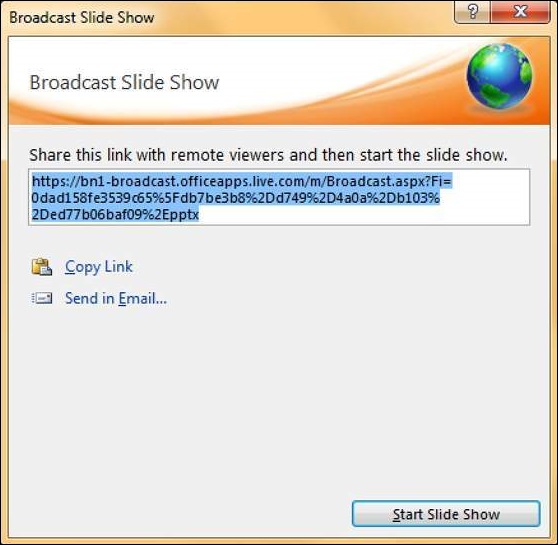 Broadcast Slide Show
?
Broadcast Slide Show
Share this link with remote viewers and then start the slide show.
https://bn1-broadcast.officeapps.live.com/m/Broadcast.aspx?Fi=
0dad158fe3539c65%5Fdb7be3b8%2Dd749%2D4a0a%2Db103%
2Ded77b06baf09%2Epptx
Copy Link
Send in Email...
Start Slide Show